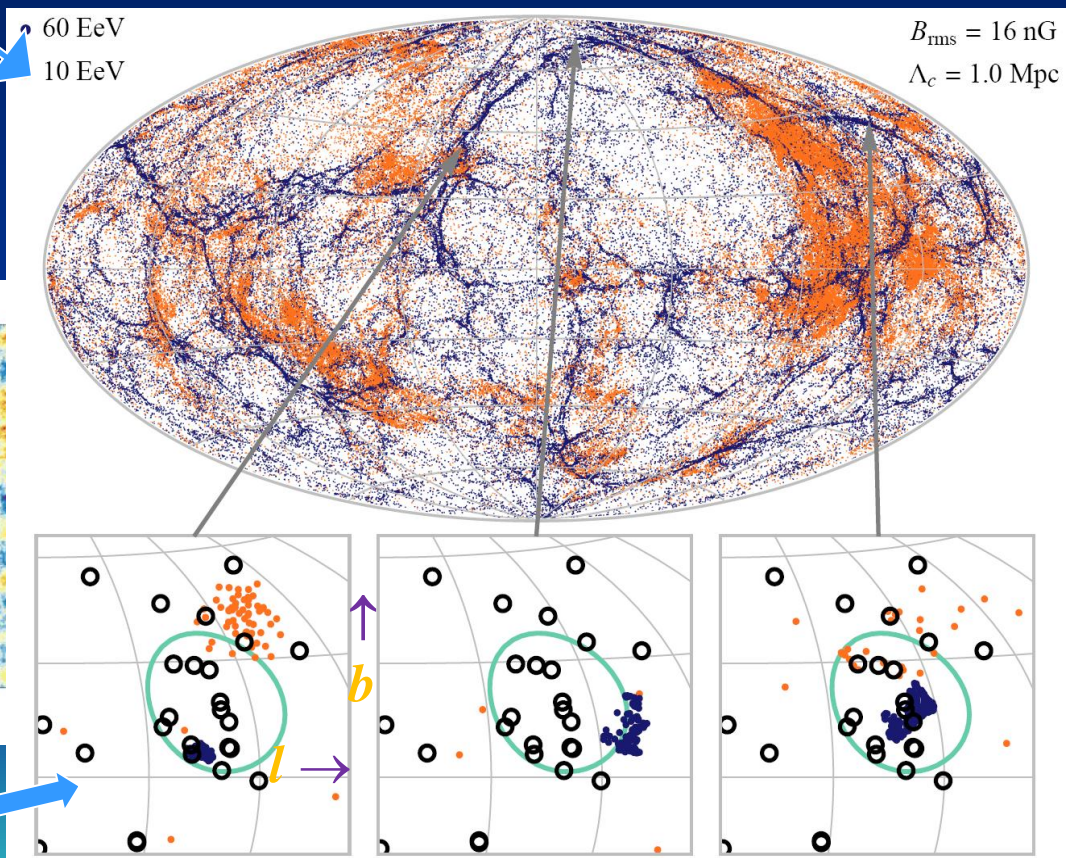 60 EeV
10 EeV
B_rms = 16 nG
Λ_c = 1.0 Mpc
↑
b
l →